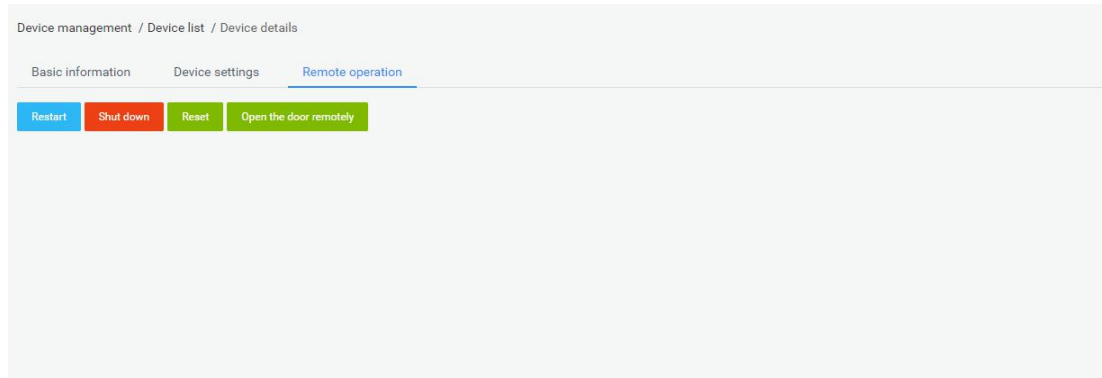 Device management / Device list / Device details
Basic information Device settings Remote operation
Restart Shut down Reset Open the door remotely